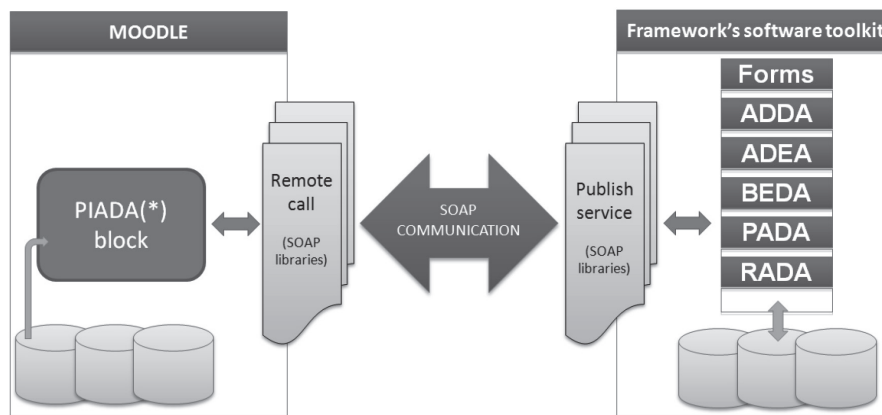 MOODLE
Framework's software toolkit
PIADA(*)
block
Remote
call
(SOAP
libraries)
SOAP
COMMUNICATION
Publish
service
(SOAP
libraries)
Forms
ADDA
ADEA
BEDA
PADA
RADA